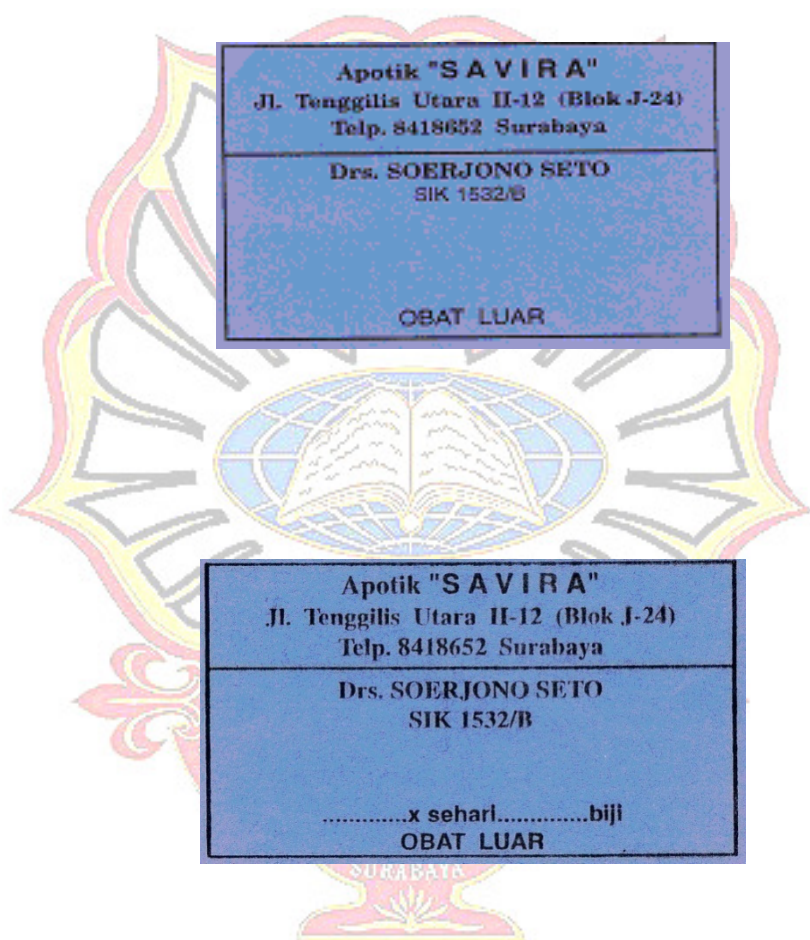 Apotik "S A V I R A"
Jl. Tenggilis Utara II-12 (Blok J-24)
Telp. 8418652 Surabaya
Drs. SOERJONO SETO
SIK 1532/B
OBAT LUAR
Apotik "S A V I R A"
Jl. Tenggilis Utara II-12 (Blok J-24)
Telp. 8418652 Surabaya
Drs. SOERJONO SETO
SIK 1532/B
.............x sehari..............biji
OBAT LUAR
SURABAYA